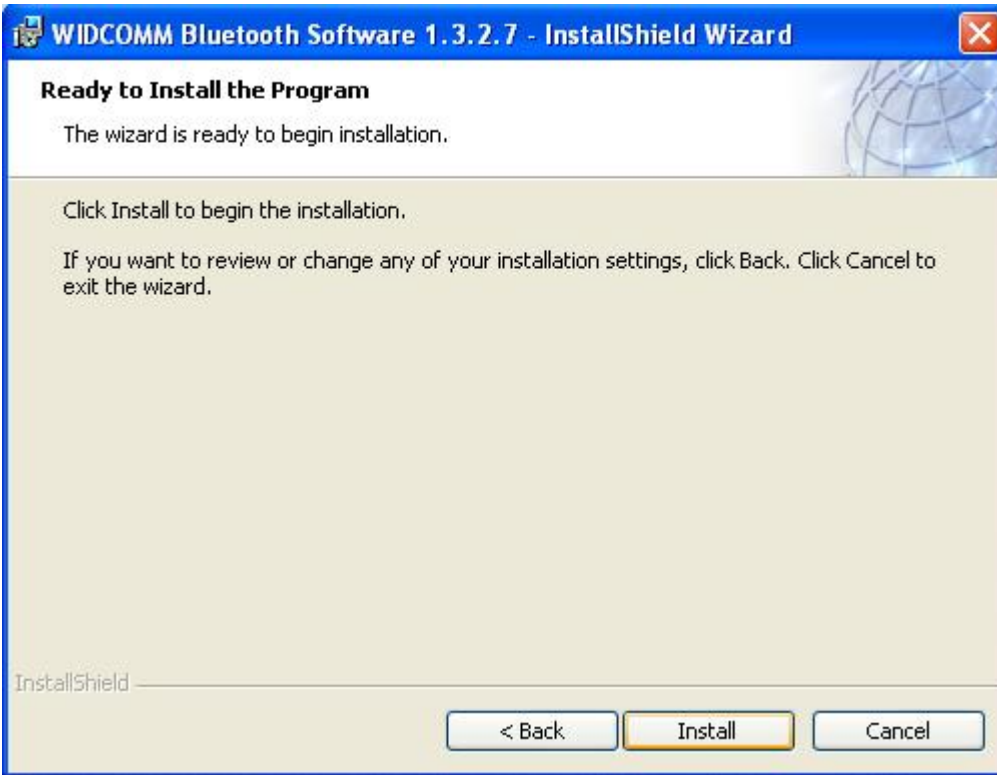 WIDCOMM Bluetooth Software 1.3.2.7 - InstallShield Wizard
Ready to Install the Program
The wizard is ready to begin installation.
Click Install to begin the installation.
If you want to review or change any of your installation settings, click Back. Click Cancel to
exit the wizard.
InstallShield
< Back Install Cancel